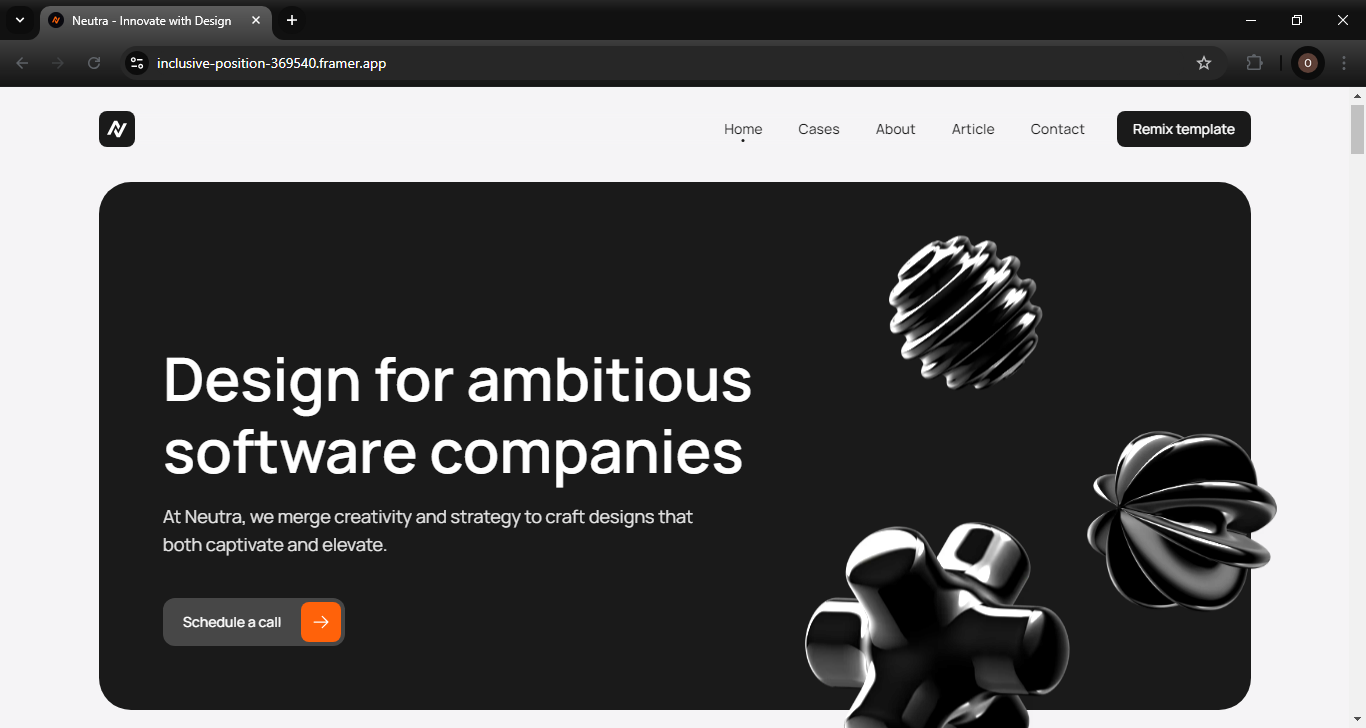 Neutra - Innovate with Design
inclusive-position-369540.framer.app
O
Home
Cases
About
Article
Contact
Remix template
Design for ambitious
software companies
At Neutra, we merge creativity and strategy to craft designs that
both captivate and elevate.
Schedule a call